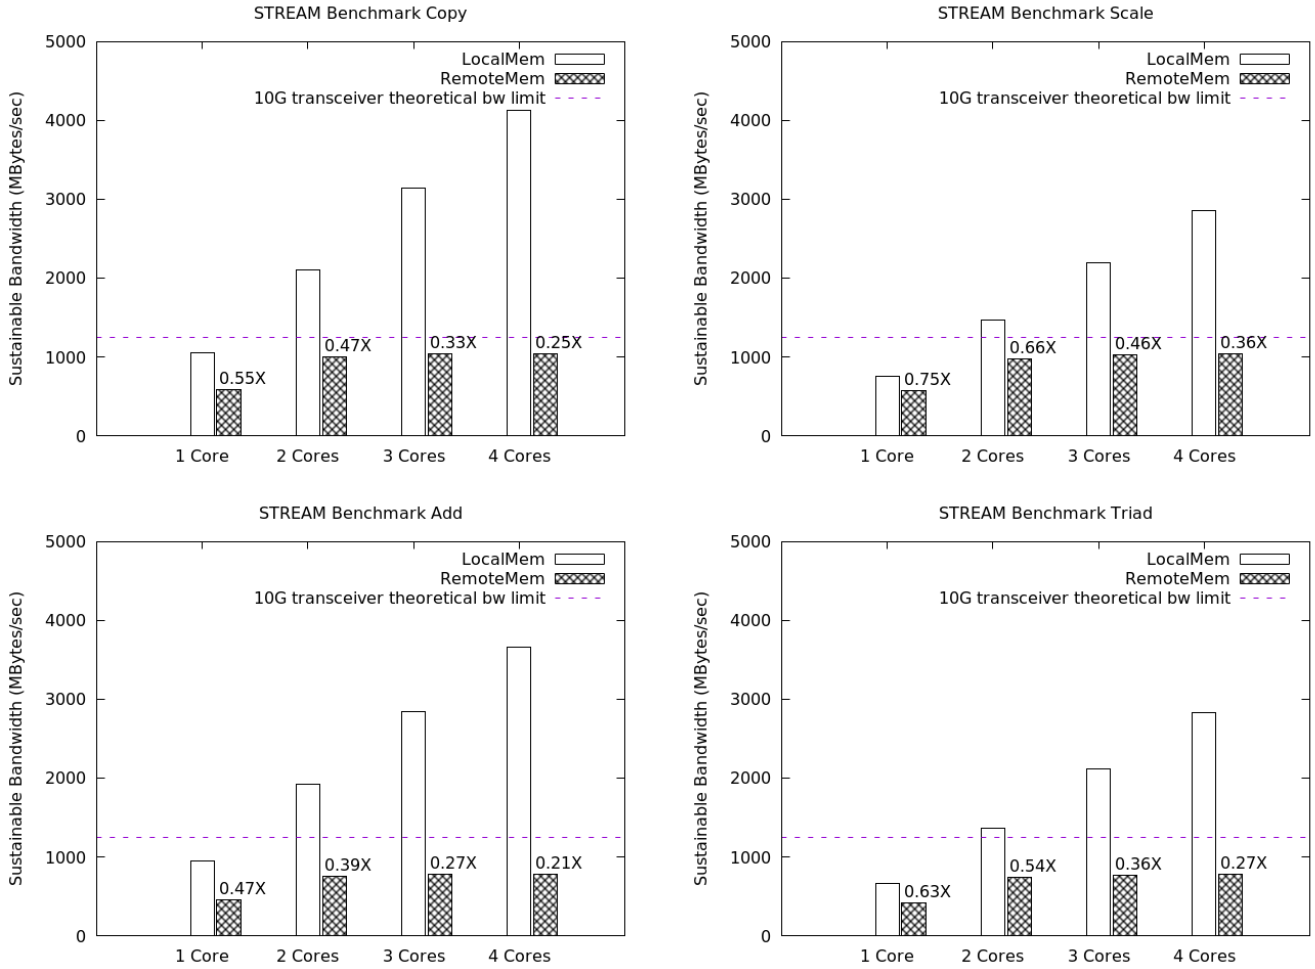 STREAM Benchmark Copy
Sustainable Bandwidth (MBytes/sec)
5000
4000
3000
2000
1000
0
LocalMem
RemoteMem
10G transceiver theoretical bw limit
0.55X
0.47X
0.33X
0.25X
1 Core
2 Cores
3 Cores
4 Cores
STREAM Benchmark Scale
Sustainable Bandwidth (MBytes/sec)
5000
4000
3000
2000
1000
0
LocalMem
RemoteMem
10G transceiver theoretical bw limit
0.75X
0.66X
0.46X
0.36X
1 Core
2 Cores
3 Cores
4 Cores
STREAM Benchmark Add
Sustainable Bandwidth (MBytes/sec)
5000
4000
3000
2000
1000
0
LocalMem
RemoteMem
10G transceiver theoretical bw limit
0.47X
0.39X
0.27X
0.21X
1 Core
2 Cores
3 Cores
4 Cores
STREAM Benchmark Triad
Sustainable Bandwidth (MBytes/sec)
5000
4000
3000
2000
1000
0
LocalMem
RemoteMem
10G transceiver theoretical bw limit
0.63X
0.54X
0.36X
0.27X
1 Core
2 Cores
3 Cores
4 Cores